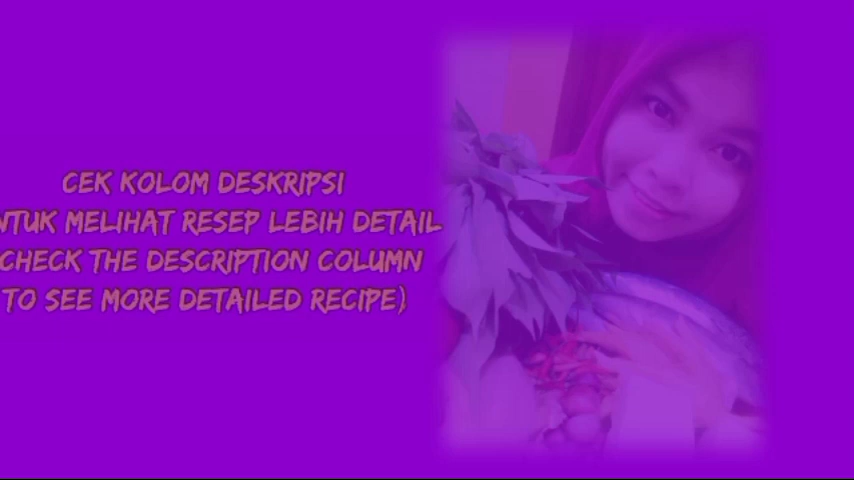 CEK KOLOM DESKRIPSI
NTUK MELIHAT RESEP LEBIH DETAIL
CHECK THE DESCRIPTION COLUMN
TO SEE MORE DETAILED RECIPE)